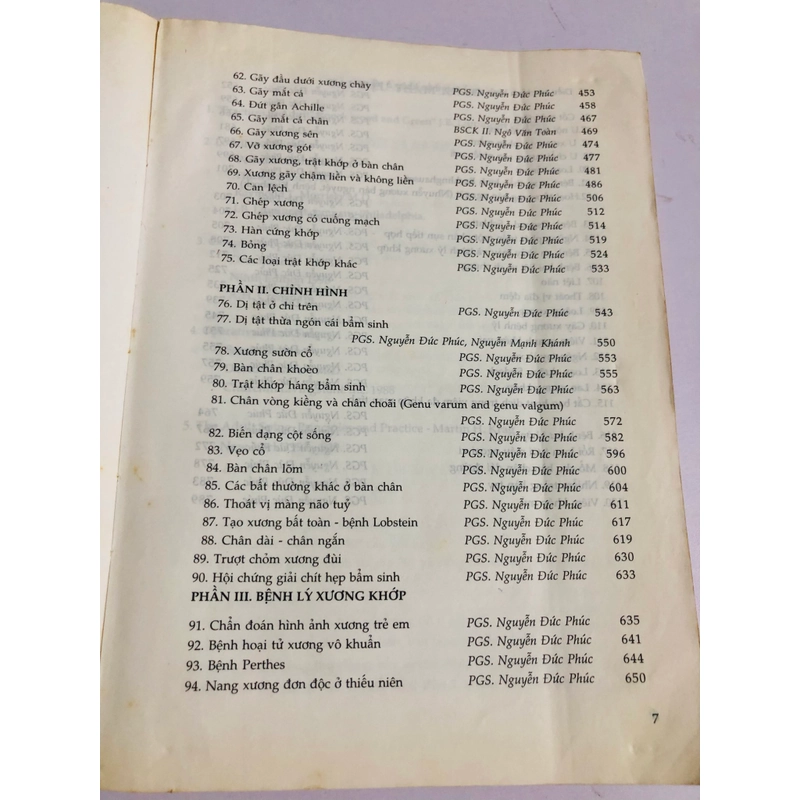 62. Gãy đầu dưới xương chày PGS. Nguyễn Đức Phúc 453
63. Gãy mắt cá PGS. Nguyễn Đức Phúc 458
64. Đứt gân Achille PGS. Nguyễn Đức Phúc 467
65. Gãy mắt cá chân BSCK II. Ngô Văn Toàn 469
66. Gãy xương sên PGS. Nguyễn Đức Phúc 474
67. Vỡ xương gót PGS. Nguyễn Đức Phúc 477
68. Gãy xương, trật khớp ở bàn chân PGS. Nguyễn Đức Phúc 481
69. Xương gãy chậm liền và không liền PGS. Nguyễn Đức Phúc 486
70. Can lệch PGS. Nguyễn Đức Phúc 506
71. Ghép xương PGS. Nguyễn Đức Phúc 512
72. Ghép xương có cuống mạch PGS. Nguyễn Đức Phúc 514
73. Hàn cứng khớp PGS. Nguyễn Đức Phúc 519
74. Bỏng PGS. Nguyễn Đức Phúc 524
75. Các loại trật khớp khác PGS. Nguyễn Đức Phúc 533
PHẦN II. CHỈNH HÌNH
76. Dị tật ở chi trên PGS. Nguyễn Đức Phúc 543
77. Dị tật thừa ngón cái bẩm sinh
PGS. Nguyễn Đức Phúc, Nguyễn Mạnh Khánh 550
78. Xương sườn cổ PGS. Nguyễn Đức Phúc 553
79. Bàn chân khoèo PGS. Nguyễn Đức Phúc 555
80. Trật khớp háng bẩm sinh PGS. Nguyễn Đức Phúc 563
81. Chân vòng kiềng và chân choãi (Genu varum and genu valgum)
PGS. Nguyễn Đức Phúc 572
82. Biến dạng cột sống PGS. Nguyễn Đức Phúc 582
83. Vẹo cổ PGS. Nguyễn Đức Phúc 596
84. Bàn chân lõm PGS. Nguyễn Đức Phúc 600
85. Các bất thường khác ở bàn chân PGS. Nguyễn Đức Phúc 604
86. Thoát vị màng não tuỷ PGS. Nguyễn Đức Phúc 611
87. Tạo xương bất toàn - bệnh Lobstein PGS. Nguyễn Đức Phúc 617
88. Chân dài - chân ngắn PGS. Nguyễn Đức Phúc 619
89. Trượt chỏm xương đùi PGS. Nguyễn Đức Phúc 630
90. Hội chứng giải chít hẹp bẩm sinh PGS. Nguyễn Đức Phúc 633
PHẦN III. BỆNH LÝ XƯƠNG KHỚP
91. Chẩn đoán hình ảnh xương trẻ em PGS. Nguyễn Đức Phúc 635
92. Bệnh hoại tử xương vô khuẩn PGS. Nguyễn Đức Phúc 641
93. Bệnh Perthes PGS. Nguyễn Đức Phúc 644
94. Nang xương đơn độc ở thiếu niên PGS. Nguyễn Đức Phúc 650
7